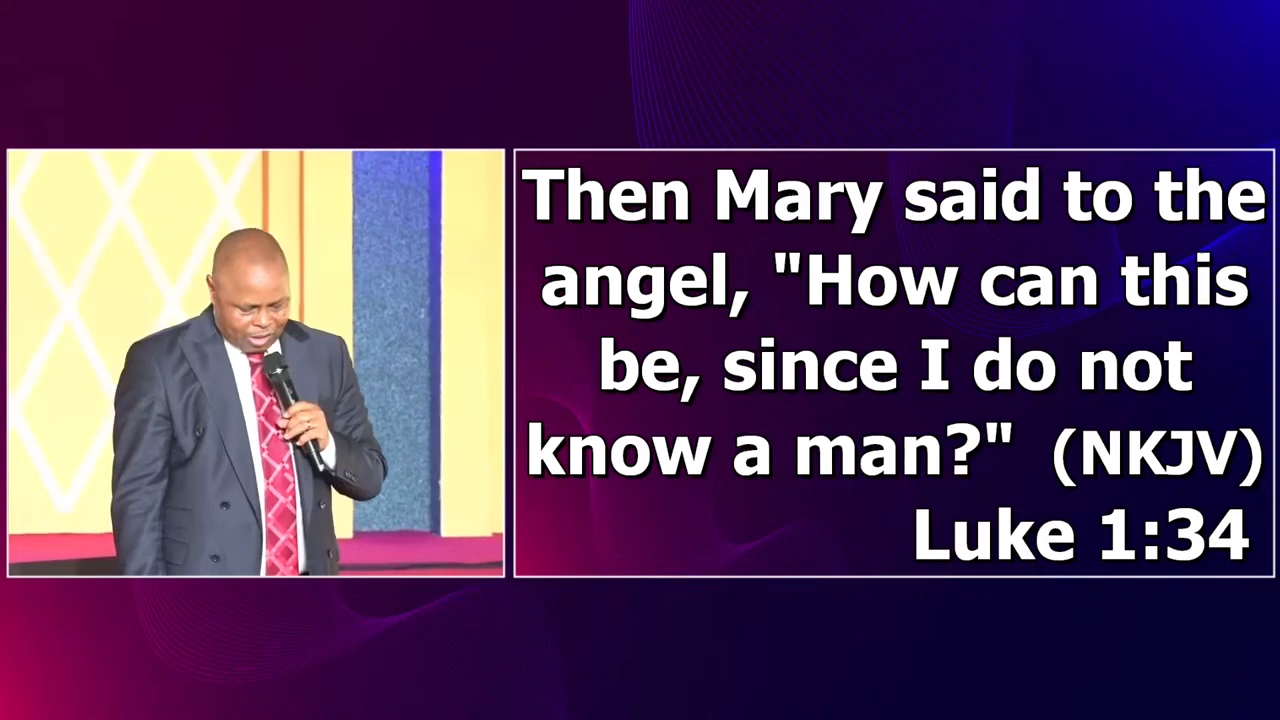 Then Mary said to the
angel, "How can this
be, since I do not
know a man?" (NKJV)
Luke 1:34